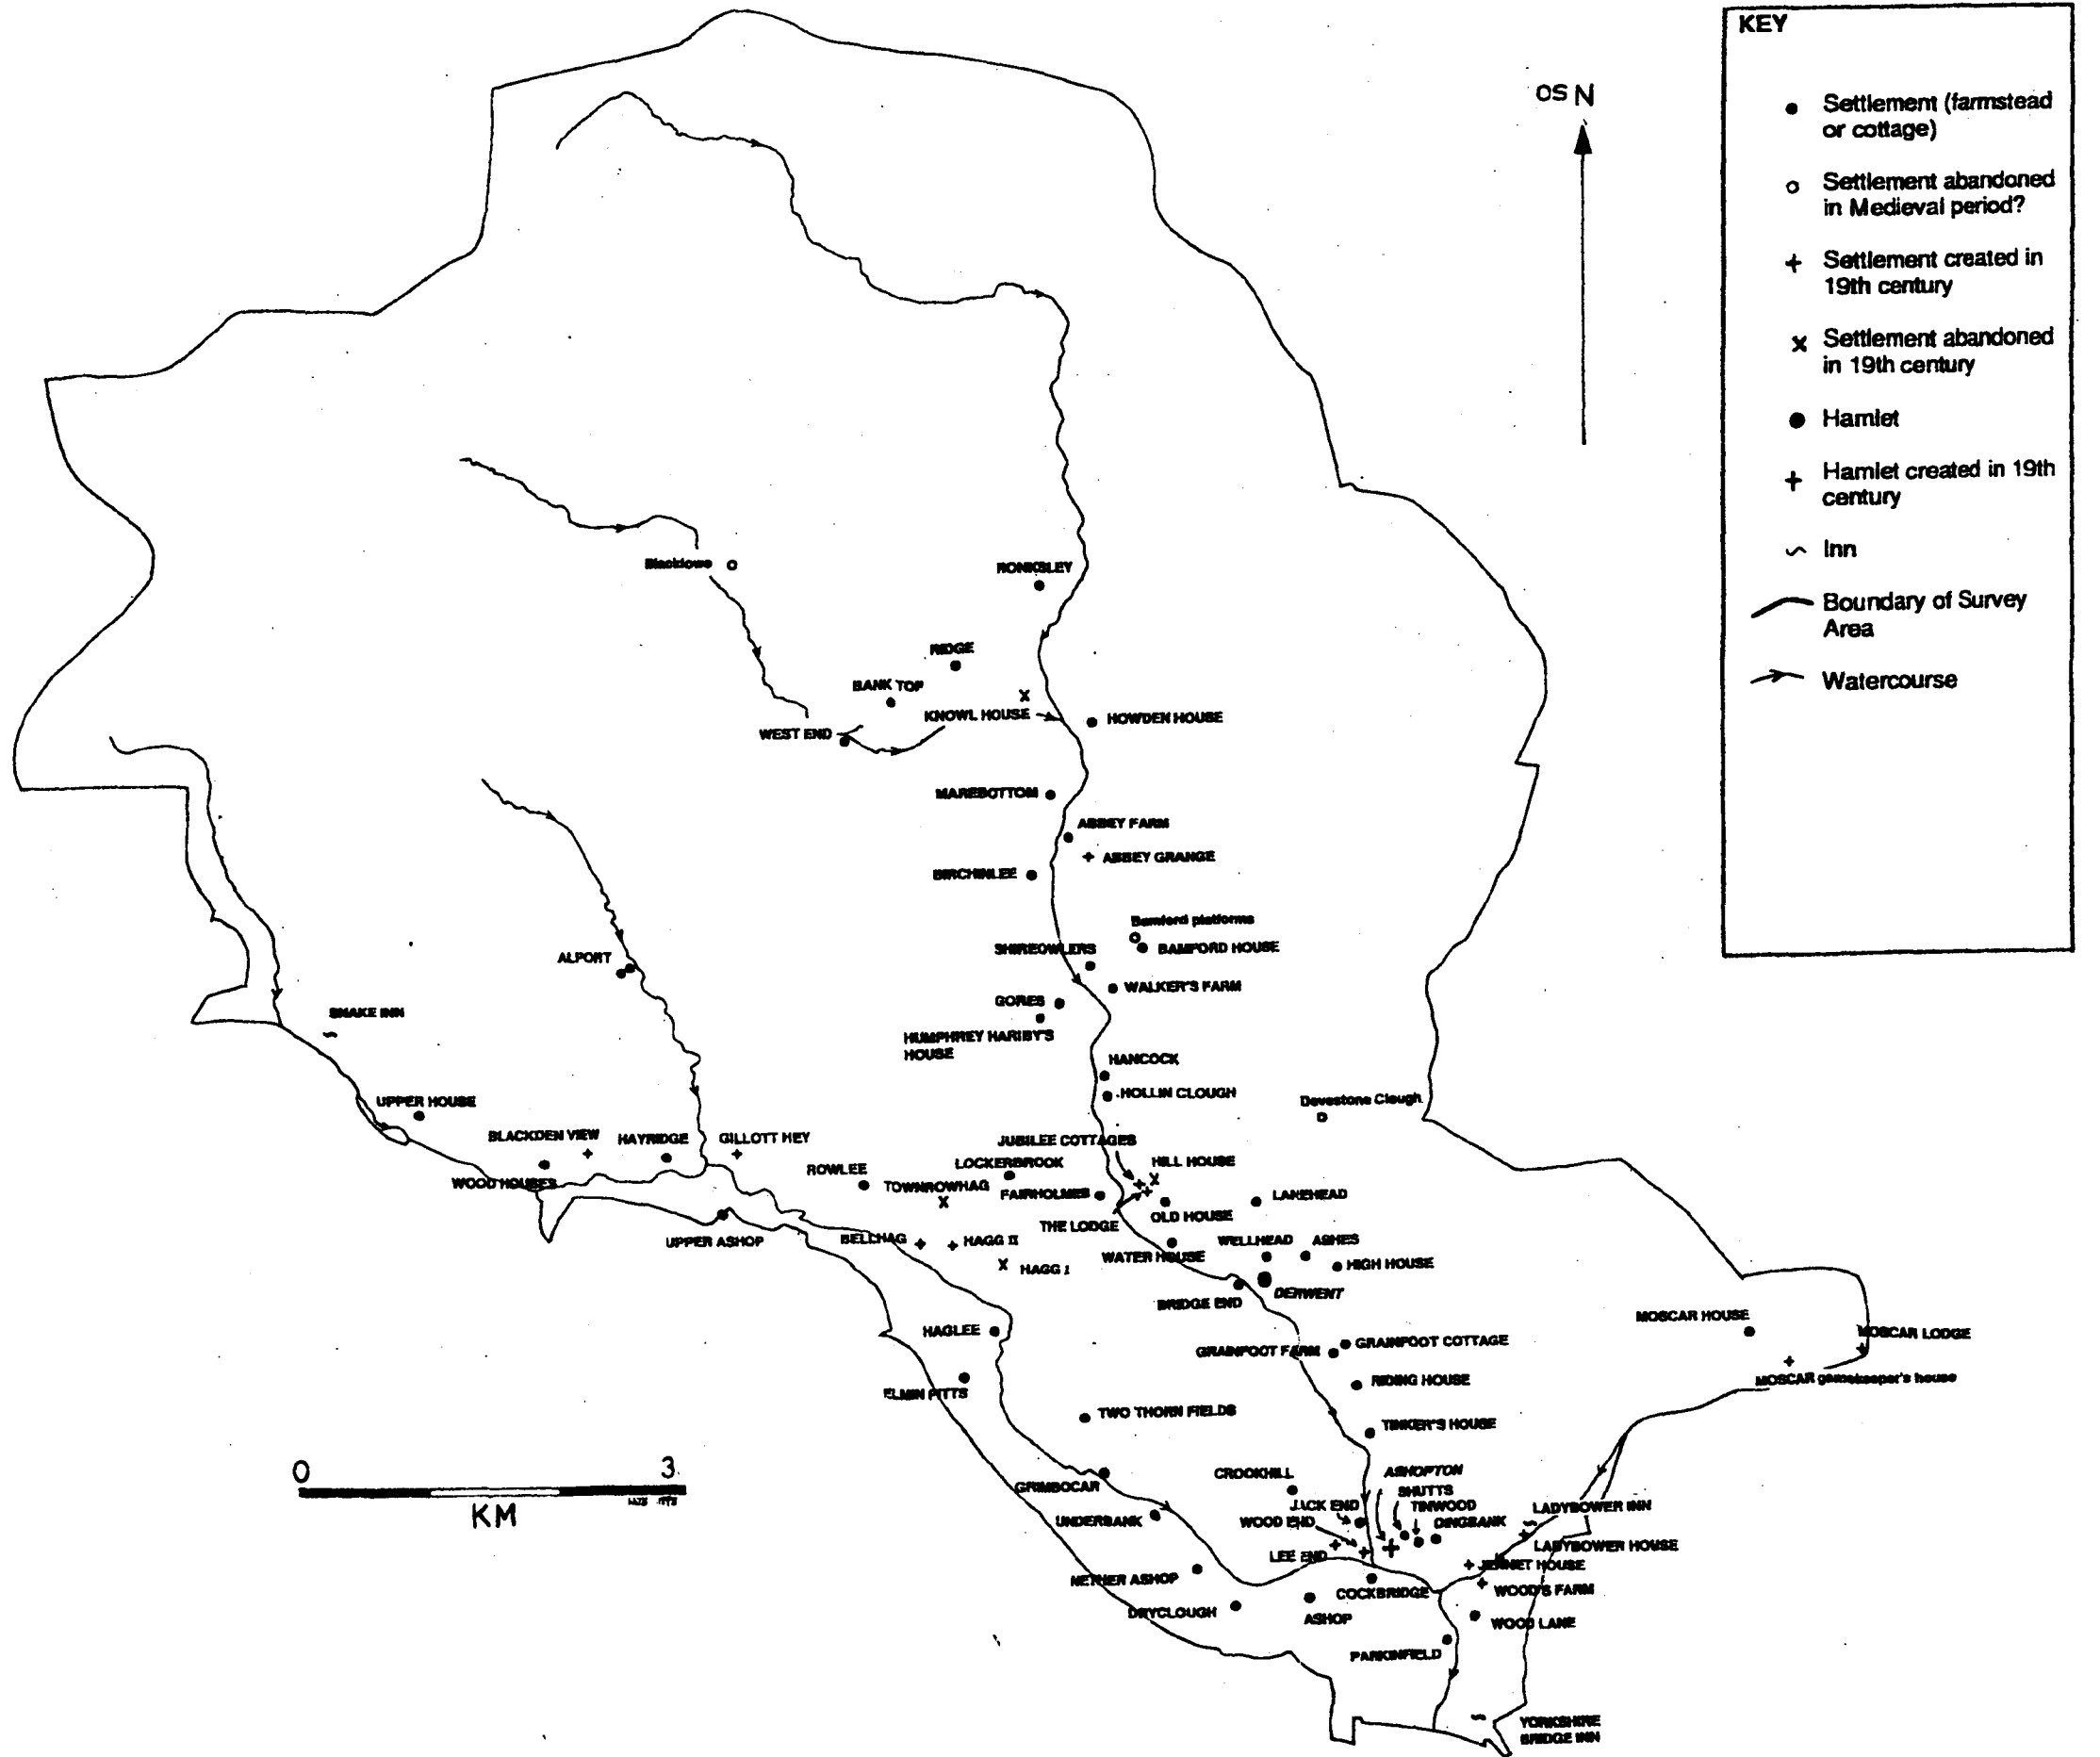 KEY
Settlement (farmstead
or cottage)
Settlement abandoned
in Medieval period?
Settlement created in
19th century
Settlement abandoned
in 19th century
Hamlet
Hamlet created in 19th
century
Inn
Boundary of Survey
Area
Watercourse
OS N
Blacklowe
RONKSLEY
RIDGE
BANK TOP
KNOWL HOUSE
HOWDEN HOUSE
WEST END
MAREBOTTOM
ABBEY FARM
ABBEY GRANGE
BIRCHINLEE
Bamford platforms
SHIREOWLERS
BAMFORD HOUSE
ALPORT
WALKER'S FARM
GORES
SNAKE INN
HUMPHREY HARIBY'S
HOUSE
HANCOCK
HOLLIN CLOUGH
UPPER HOUSE
Devestone Clough
BLACKDEN VIEW
HAYRIDGE
GILLOTT HEY
JUBILEE COTTAGES
LOCKERBROOK
HILL HOUSE
ROWLEE
WOOD HOUSES
TOWNROWHAG
FAIRHOLMES
LANEHEAD
OLD HOUSE
THE LODGE
UPPER ASHOP
BELLHAG
HAGG II
WATER HOUSE
WELLHEAD
ASHES
HIGH HOUSE
HAGG I
DERWENT
BRIDGE END
MOSCAR HOUSE
HAGLEE
MOSCAR LODGE
GRAINFOOT COTTAGE
GRAINFOOT FARM
MOSCAR gamekeeper's house
RIDING HOUSE
ELMIN PITTS
TWO THORN FIELDS
TINKER'S HOUSE
0
3
KM
CROOKHILL
ASHOPTON
GRIMBOCAR
SHUTTS
JACK END
TINWOOD
LADYBOWER INN
UNDERBANK
WOOD END
DINGBANK
LADYBOWER HOUSE
LEE END
JENNET HOUSE
NETHER ASHOP
COCKBRIDGE
WOOD'S FARM
DRYCLOUGH
ASHOP
WOOD LANE
PARKINFIELD
YORKSHIRE
BRIDGE INN